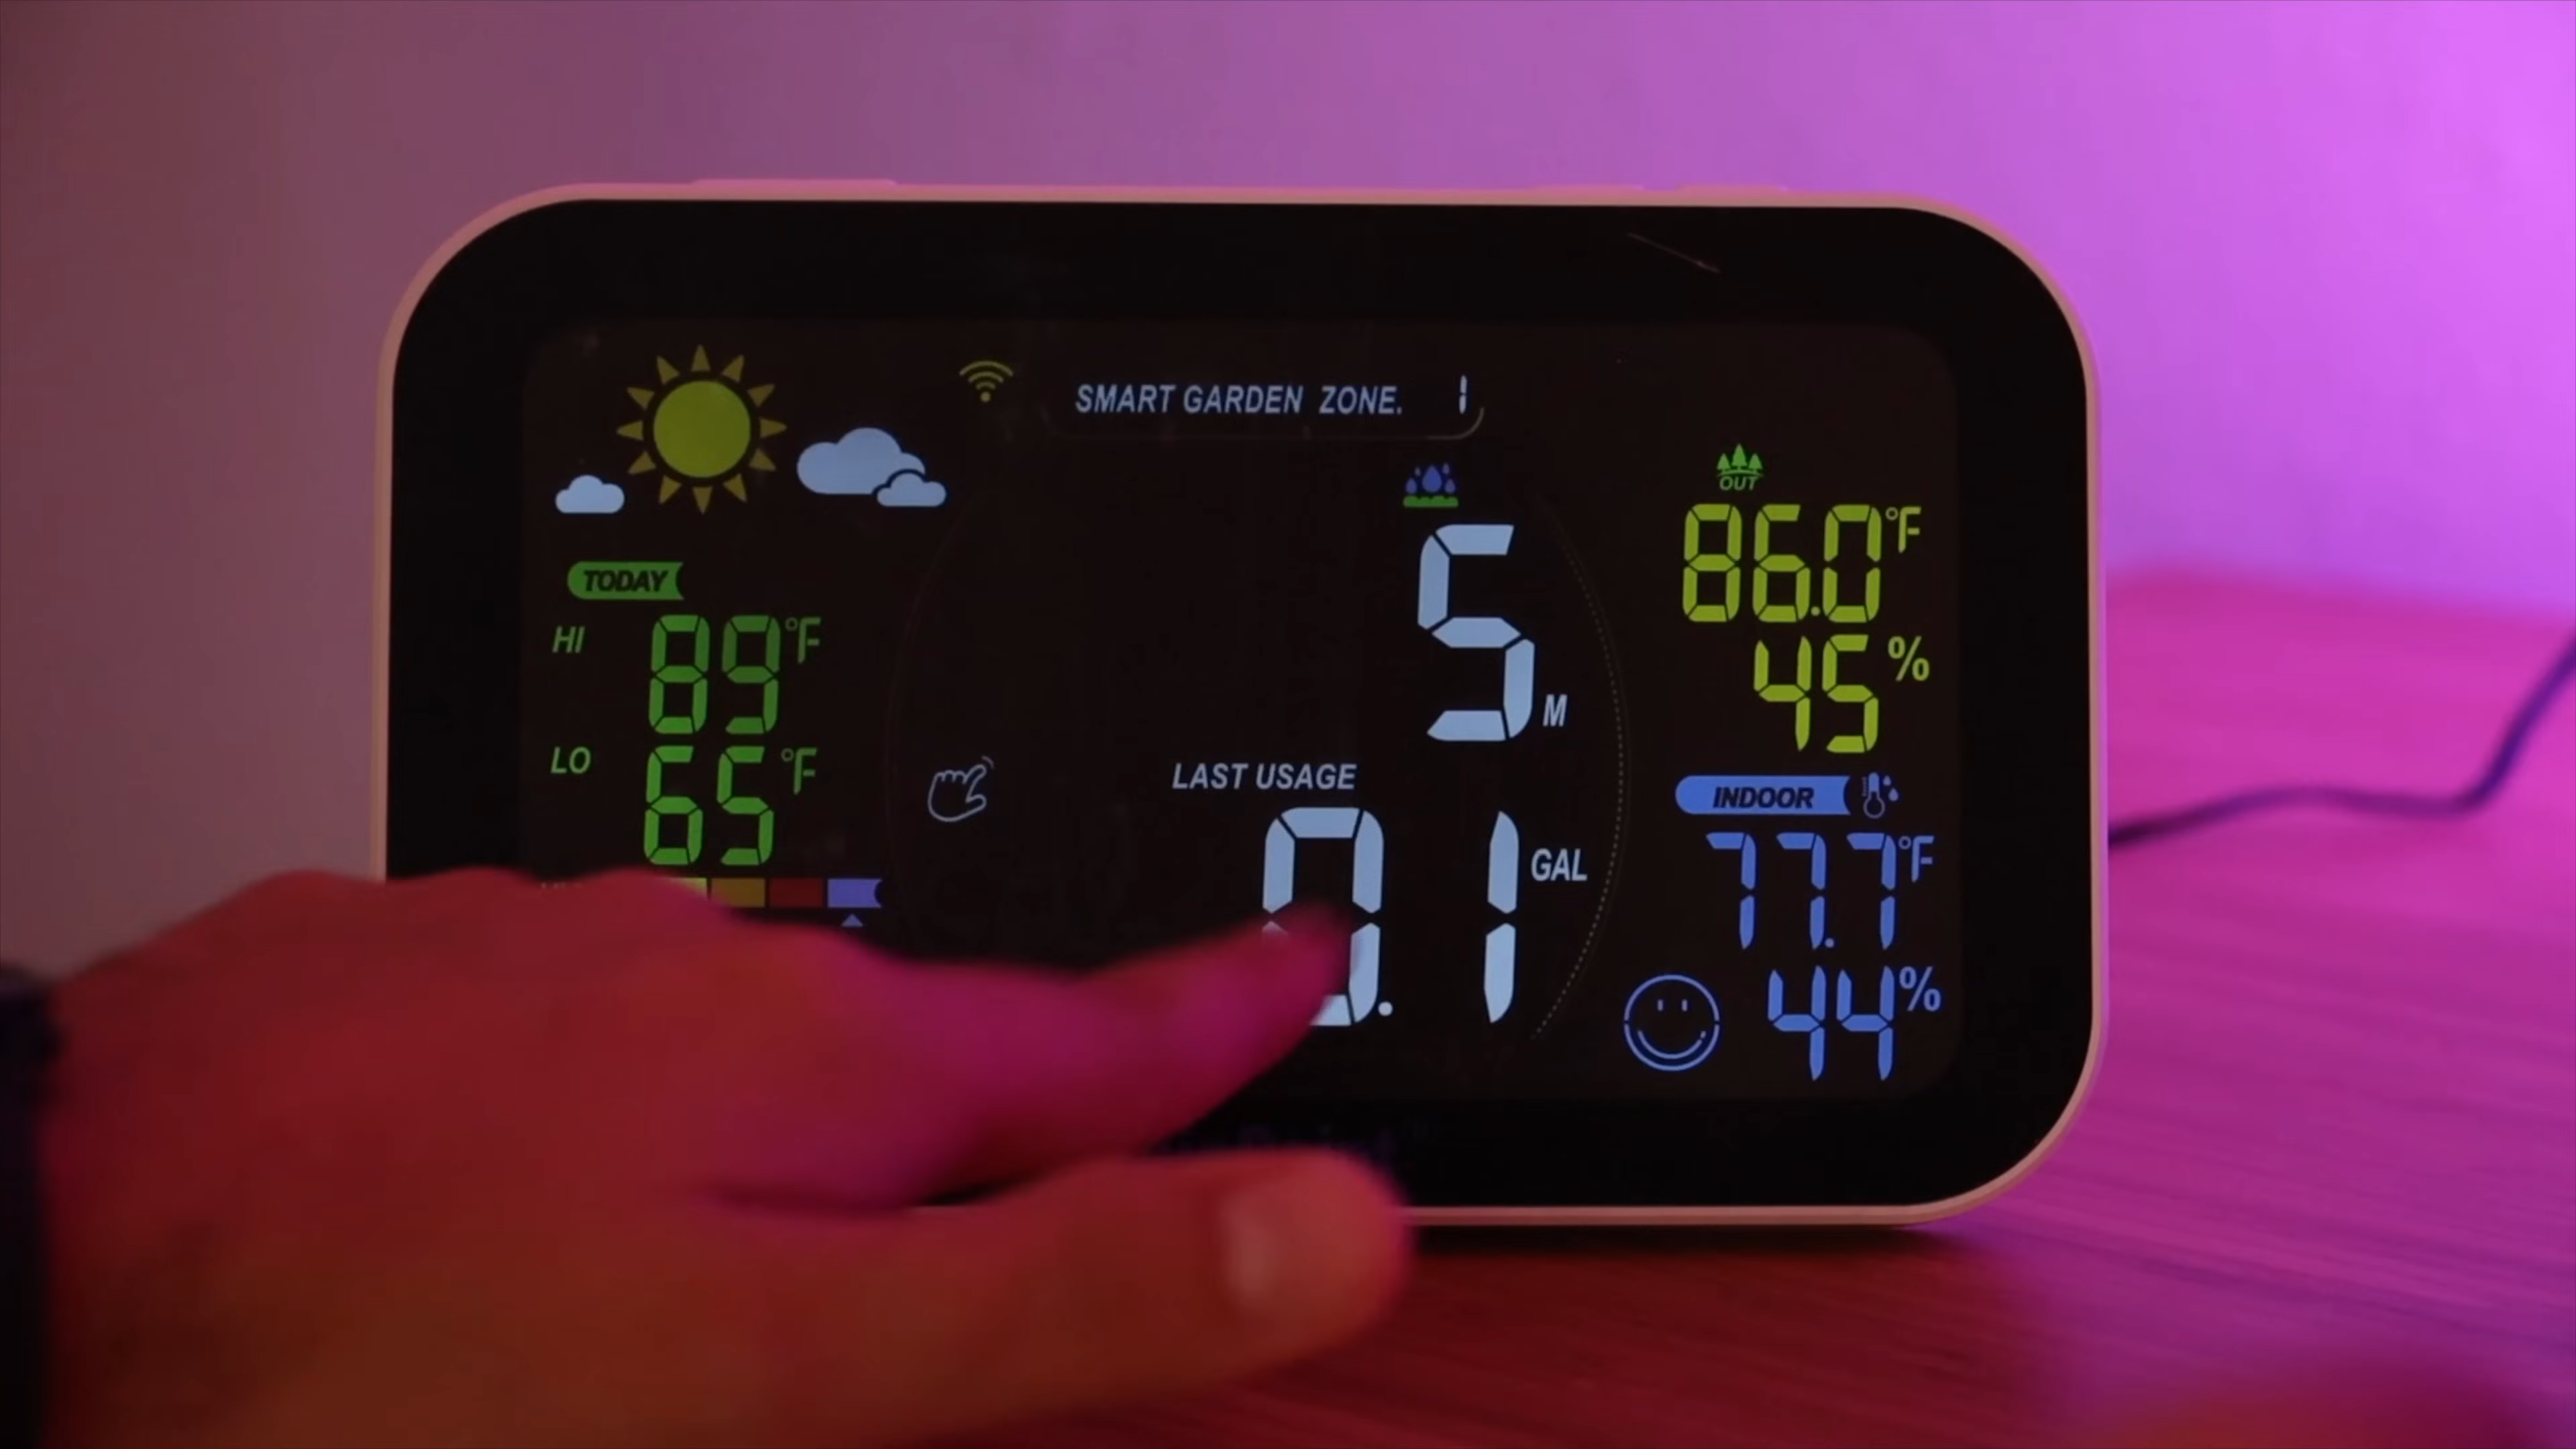 SMART GARDEN ZONE. 1
TODAY
HI 89°F
LO 65°F
5 M
LAST USAGE
0.1 GAL
OUT
86.0°F
45%
INDOOR
77.7°F
44%